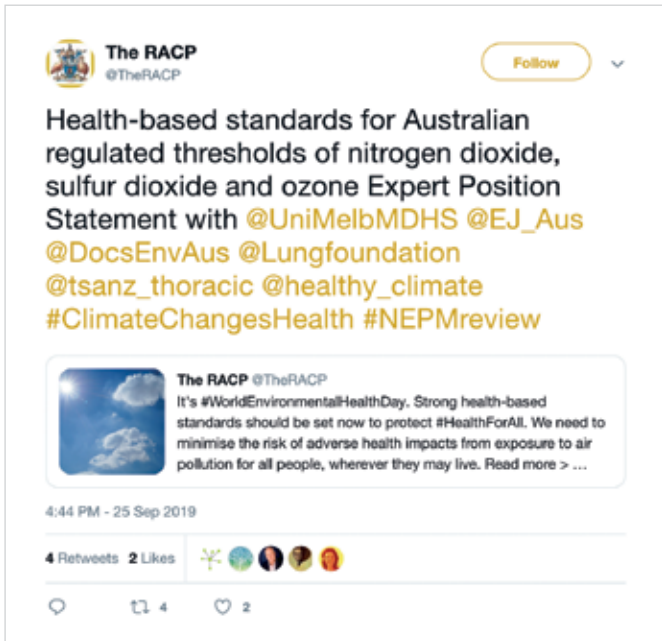 The RACP
@TheRACP
Follow
Health-based standards for Australian
regulated thresholds of nitrogen dioxide,
sulfur dioxide and ozone Expert Position
Statement with @UniMelbMDHS @EJ_Aus
@DocsEnvAus @Lungfoundation
@tsanz_thoracic @healthy_climate
#ClimateChangesHealth #NEPMreview
The RACP @TheRACP
It's #WorldEnvironmentalHealthDay. Strong health-based
standards should be set now to protect #HealthForAll. We need to
minimise the risk of adverse health impacts from exposure to air
pollution for all people, wherever they may live. Read more > ...
4:44 PM - 25 Sep 2019
4 Retweets 2 Likes
4 2